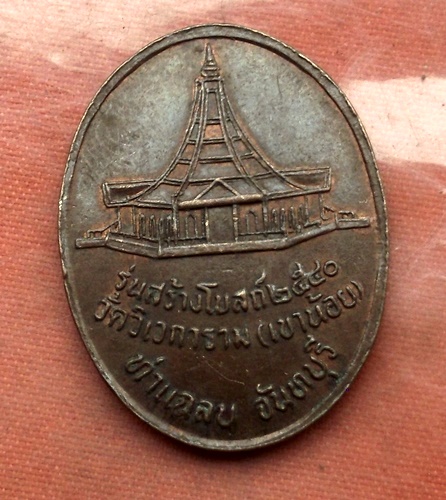 รุ่นสร้างโบสถ์๒๕๔๐
วัดวิเวการาม(เขาน้อย)
ท่าแฉลบ จันทบุรี